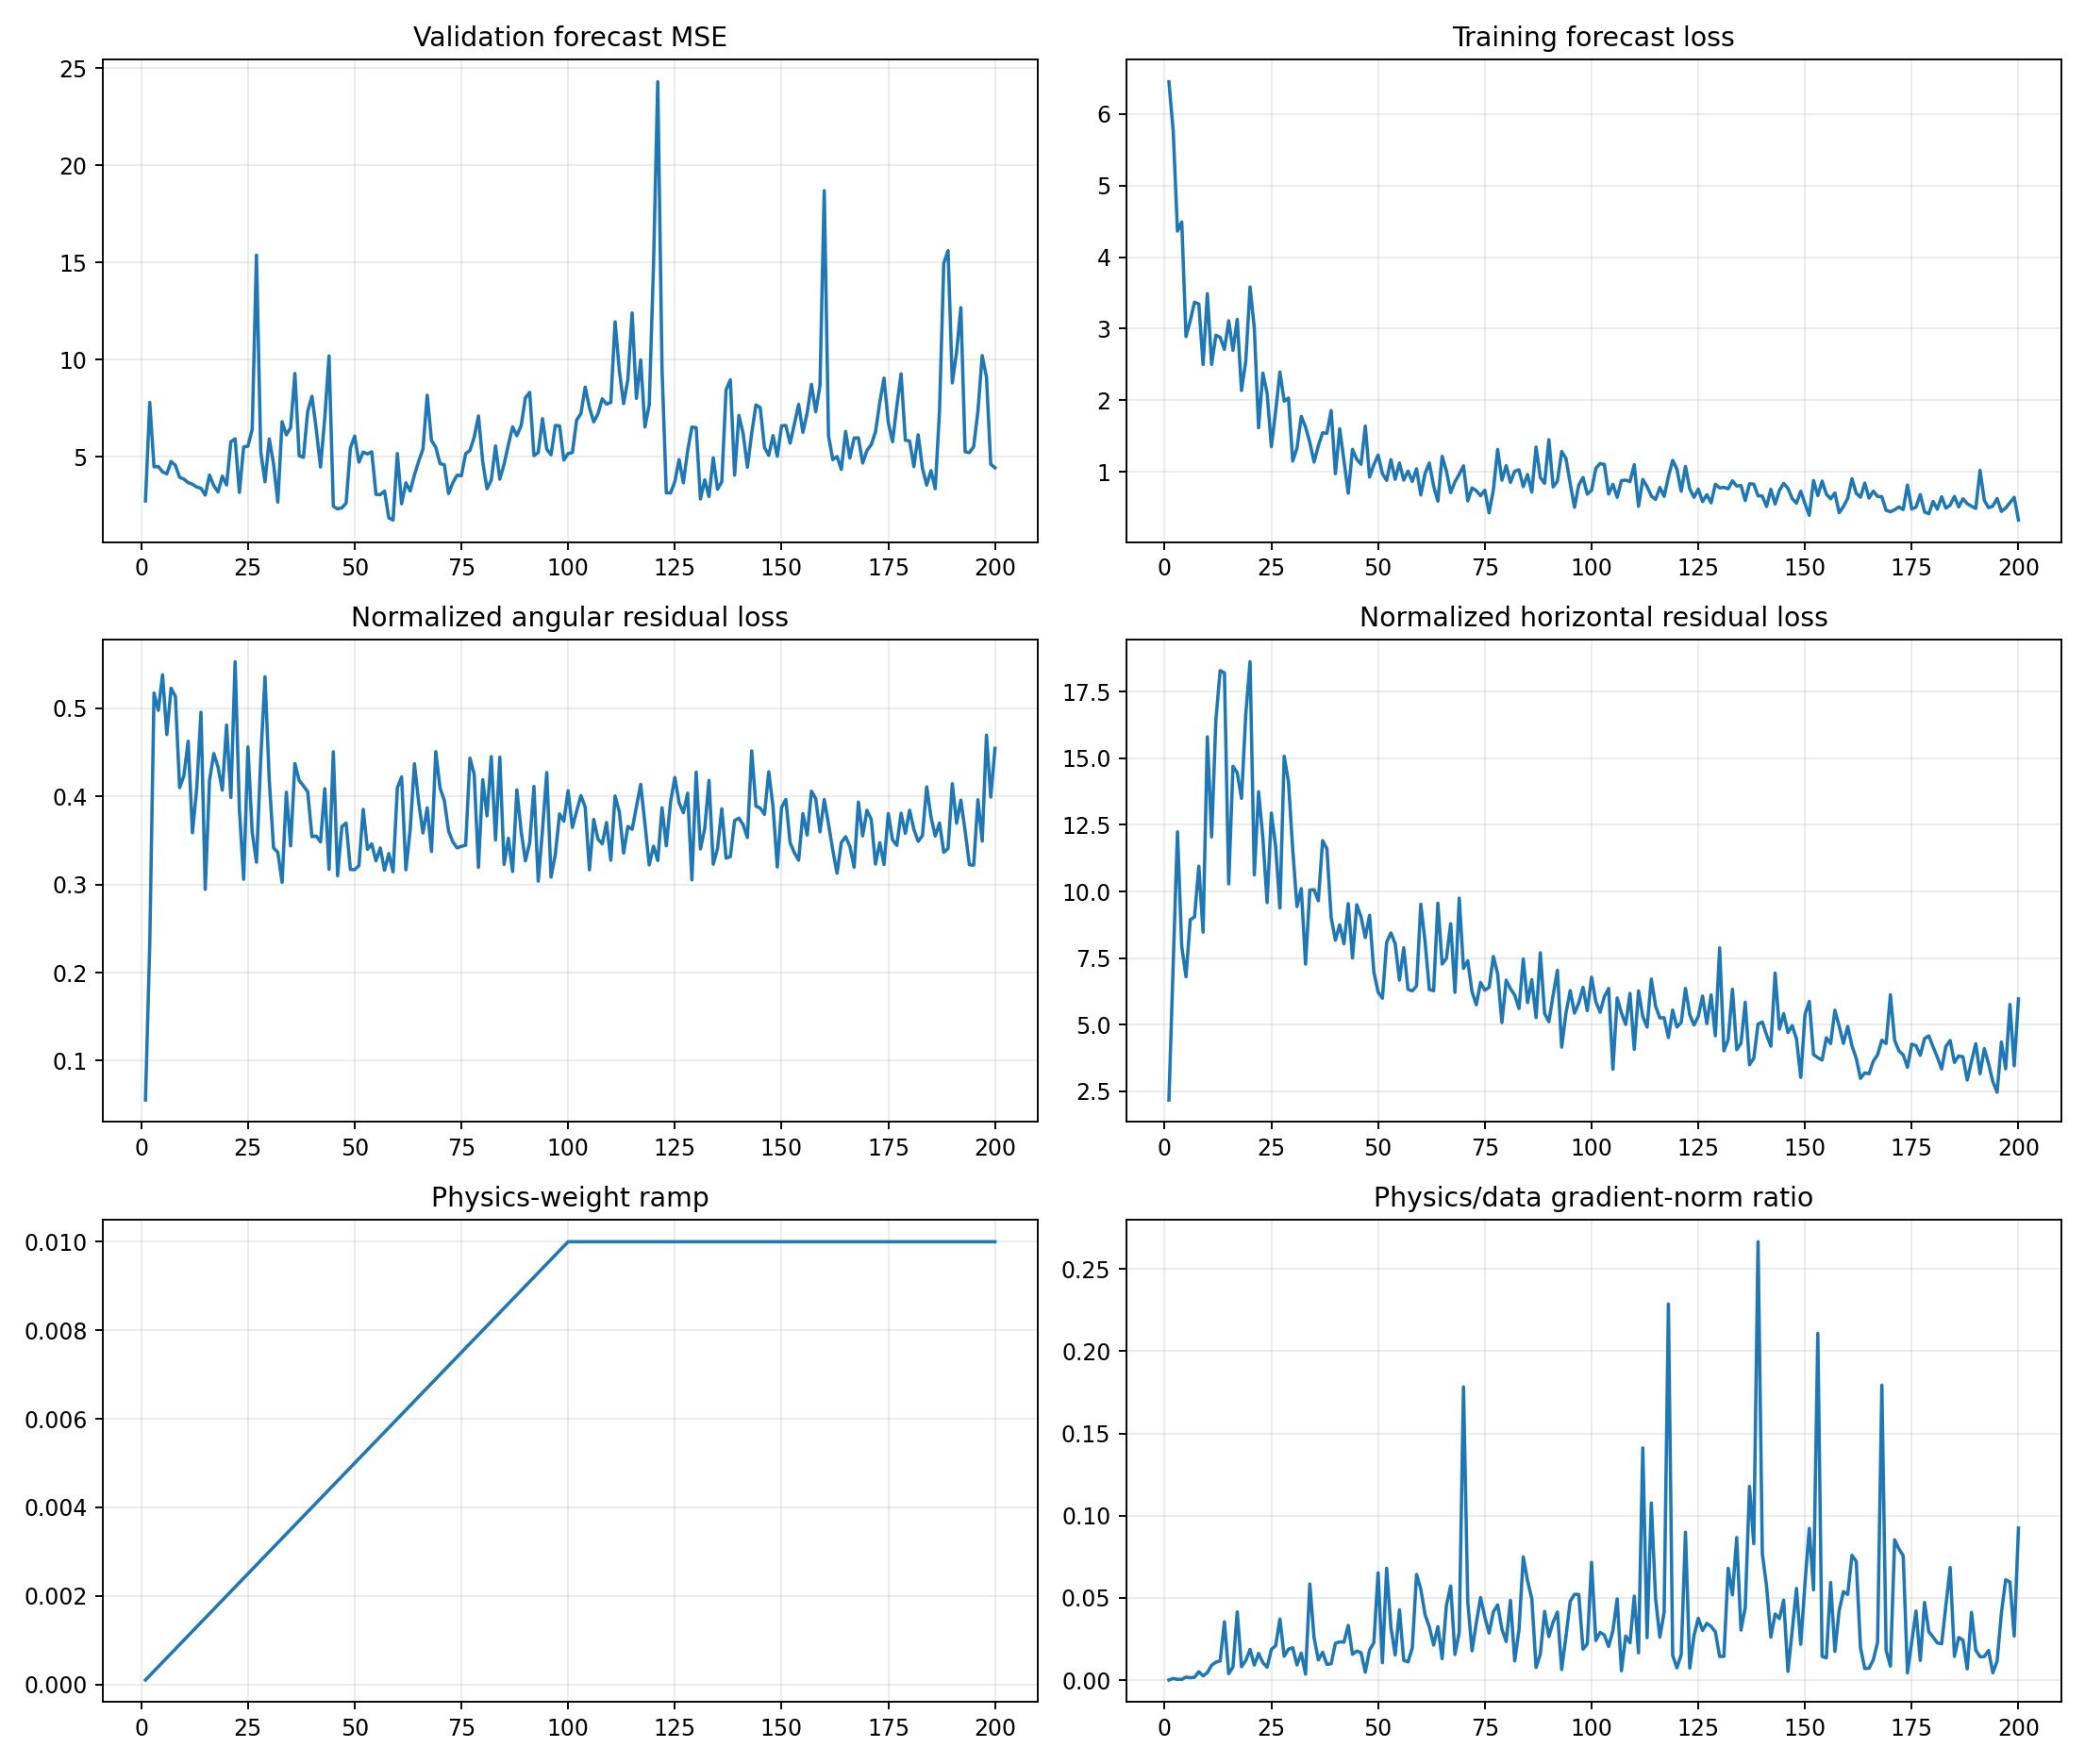 Validation forecast MSE
25
20
15
10
5
0 25 50 75 100 125 150 175 200
Training forecast loss
6
5
4
3
2
1
0 25 50 75 100 125 150 175 200
Normalized angular residual loss
0.5
0.4
0.3
0.2
0.1
0 25 50 75 100 125 150 175 200
Normalized horizontal residual loss
17.5
15.0
12.5
10.0
7.5
5.0
2.5
0 25 50 75 100 125 150 175 200
Physics-weight ramp
0.010
0.008
0.006
0.004
0.002
0.000
0 25 50 75 100 125 150 175 200
Physics/data gradient-norm ratio
0.25
0.20
0.15
0.10
0.05
0.00
0 25 50 75 100 125 150 175 200